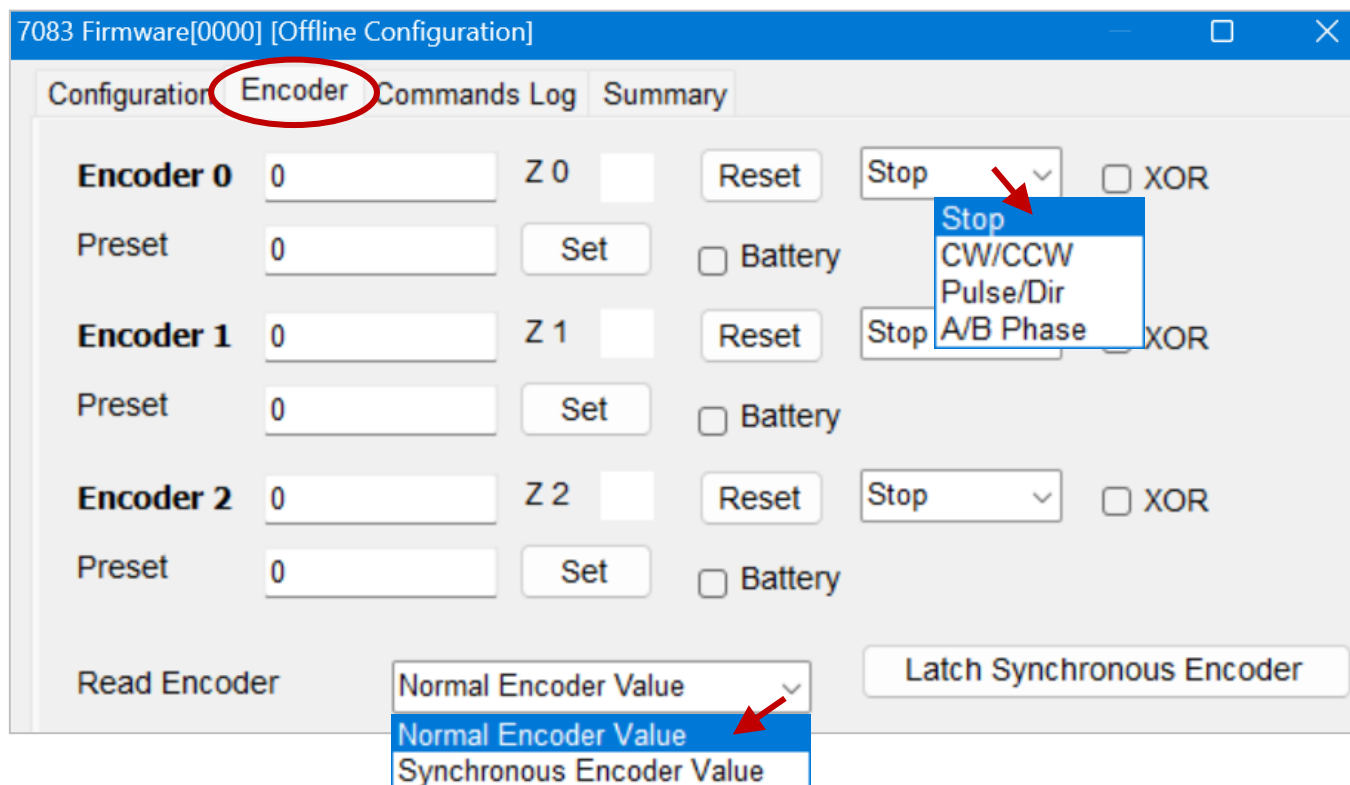 7083 Firmware[0000] [Offline Configuration]
Configuration Encoder Commands Log Summary
Encoder 0 0 Z 0 Reset Stop XOR
Stop
Preset 0 Set Battery CW/CCW
Pulse/Dir
Encoder 1 0 Z 1 Reset Stop A/B Phase XOR
Preset 0 Set Battery
Encoder 2 0 Z 2 Reset Stop XOR
Preset 0 Set Battery
Read Encoder Normal Encoder Value Latch Synchronous Encoder
Normal Encoder Value
Synchronous Encoder Value